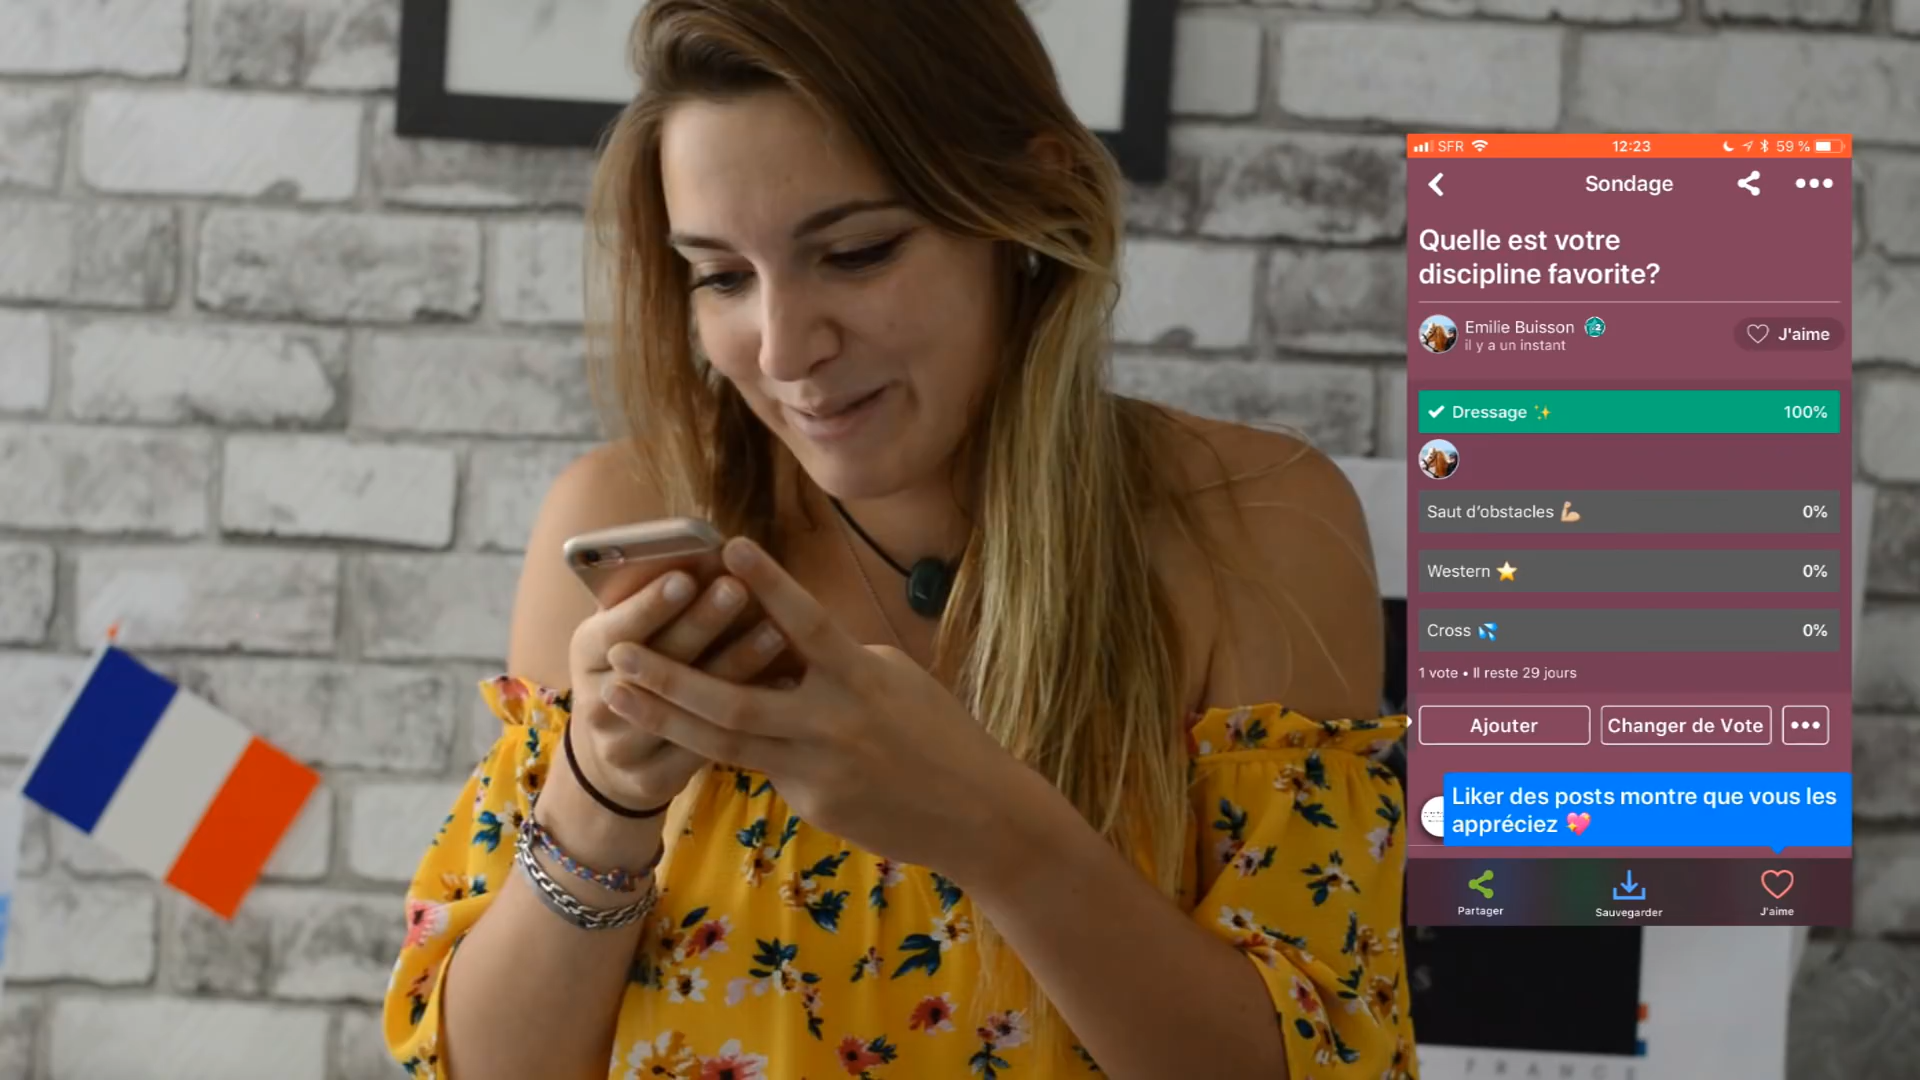 SFR 12:23 59 %
Sondage
Quelle est votre
discipline favorite?
Emilie Buisson
il y a un instant
J'aime
Dressage ✨ 100%
Saut d'obstacles 💪🏼 0%
Western ⭐ 0%
Cross 💦 0%
1 vote • Il reste 29 jours
Ajouter Changer de Vote •••
Liker des posts montre que vous les
appréciez 💖
Partager Sauvegarder J'aime
FRANCE